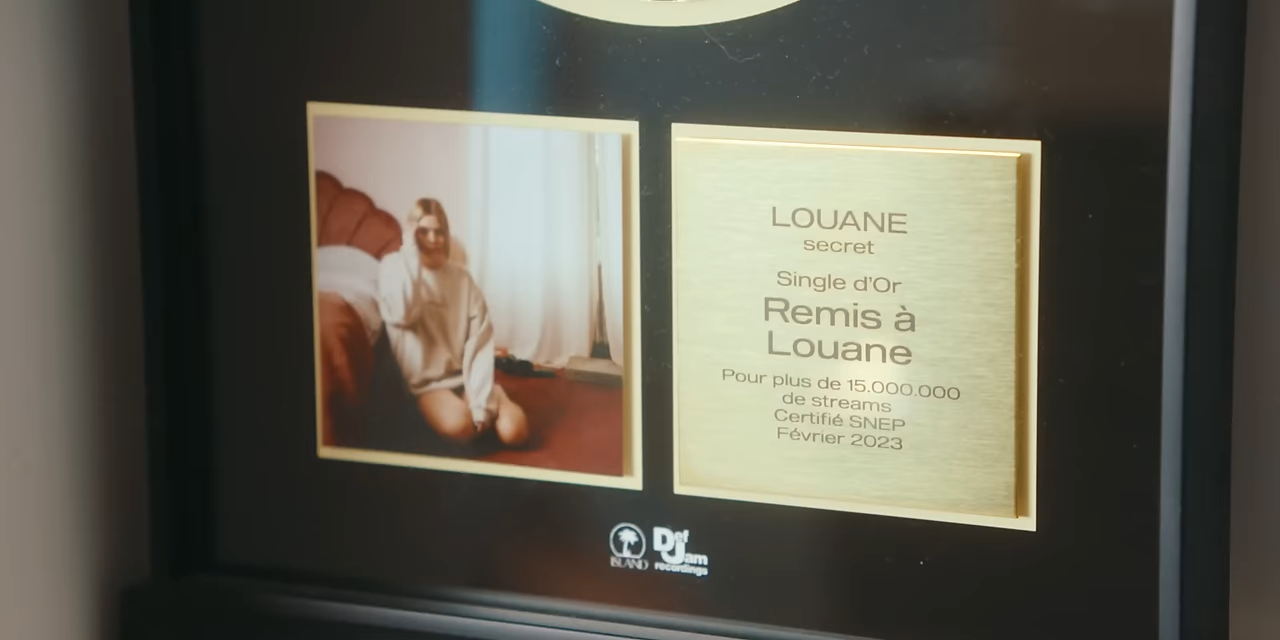 LOUANE
secret
Single d'Or
Remis à
Louane
Pour plus de 15.000.000
de streams
Certifié SNEP
Février 2023
ISLAND
Def
Jam
recordings